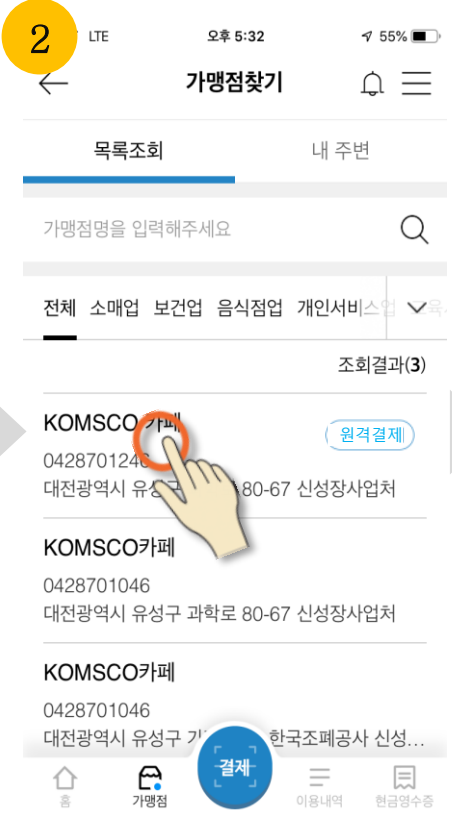 2
LTE 오후 5:32 55%
가맹점찾기
목록조회 내 주변
가맹점명을 입력해주세요
전체 소매업 보건업 음식점업 개인서비스업
조회결과(3)
KOMSCO 카페 원격결제
0428701246
대전광역시 유성구 80-67 신성장사업처
KOMSCO카페
0428701046
대전광역시 유성구 과학로 80-67 신성장사업처
KOMSCO카페
0428701046
대전광역시 유성구 한국조폐공사 신성...
결제
홈 가맹점 이용내역 현금영수증